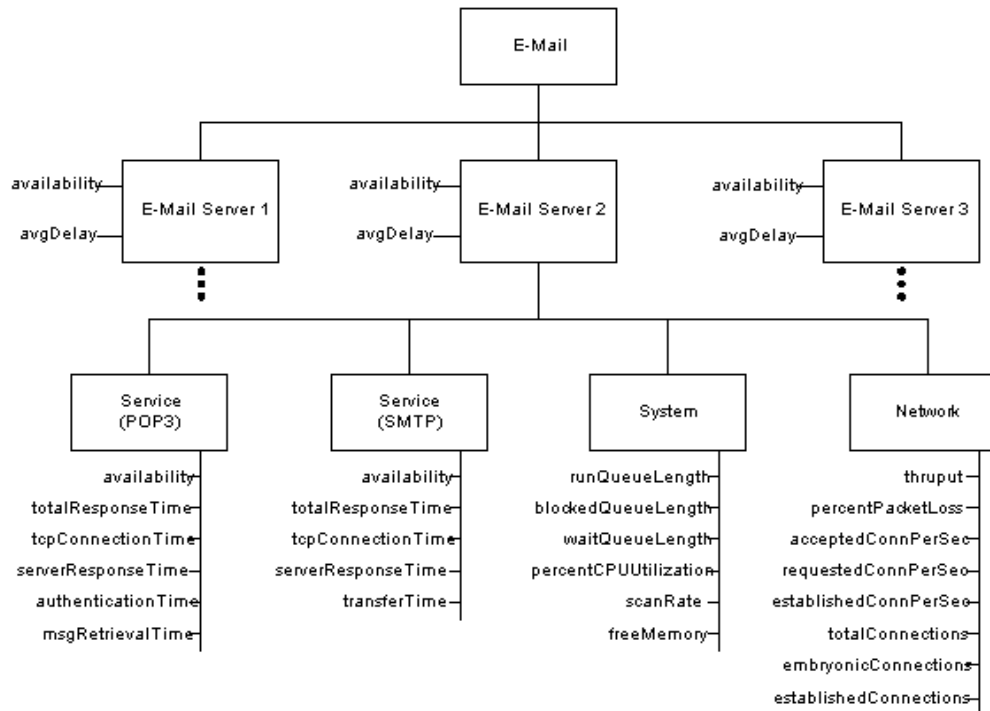 E-Mail
availability
E-Mail Server 1
avgDelay
availability
E-Mail Server 2
avgDelay
availability
E-Mail Server 3
avgDelay
Service
(POP3)
availability
totalResponseTime
tcpConnectionTime
serverResponseTime
authenticationTime
msgRetrievalTime
Service
(SMTP)
availability
totalResponseTime
tcpConnectionTime
serverResponseTime
transferTime
System
runQueueLength
blockedQueueLength
waitQueueLength
percentCPUUtilization
scanRate
freeMemory
Network
thruput
percentPacketLoss
acceptedConnPerSec
requestedConnPerSec
establishedConnPerSec
totalConnections
embryonicConnections
establishedConnections